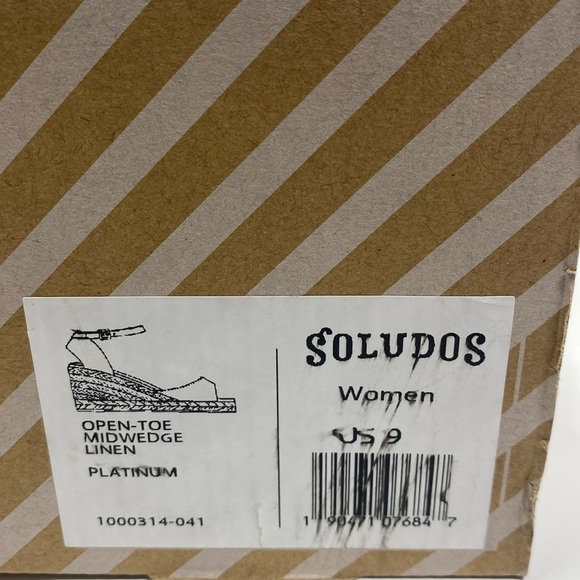 SOLUDOS
Women
US 9
OPEN-TOE
MIDWEDGE
LINEN
PLATINUM
1000314-041
1 90471 07684 7